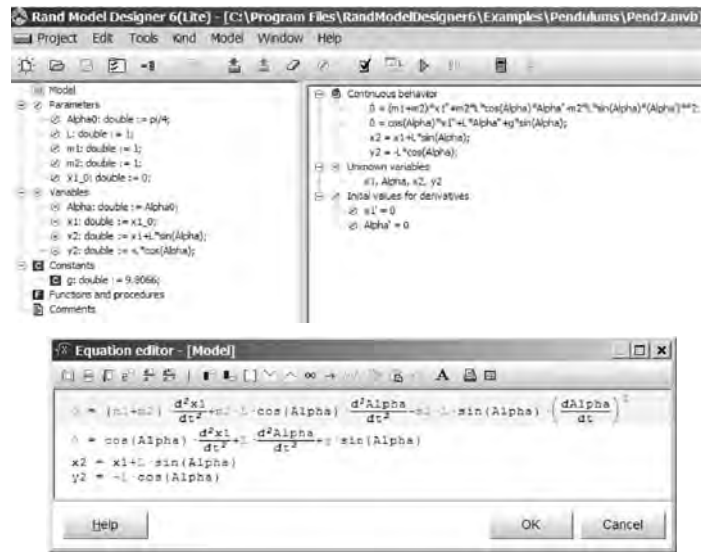 Rand Model Designer 6(Lite) - [C:\Program Files\RandModelDesigner6\Examples\Pendulums\Pend2.mvb]
Project Edit Tools Kind Model Window Help
Model
Parameters
Alpha0: double := pi/4;
L: double := 1;
m1: double := 1;
m2: double := 1;
x1_0: double := 0;
Variables
Alpha: double := Alpha0;
x1: double := x1_0;
x2: double := x1+L*sin(Alpha);
y2: double := -L*cos(Alpha);
Constants
g: double := 9.8066;
Functions and procedures
Comments
Continuous behavior
0 = (m1+m2)*x1''+m2*L*cos(Alpha)*Alpha''-m2*L*sin(Alpha)*(Alpha')**2;
0 = cos(Alpha)*x1''+L*Alpha''+g*sin(Alpha);
x2 = x1+L*sin(Alpha);
y2 = -L*cos(Alpha);
Unknown variables
x1, Alpha, x2, y2
Initial values for derivatives
x1' = 0
Alpha' = 0
Equation editor - [Model]
0 = (m1+m2)·d²x1/dt²+m2·L·cos(Alpha)·d²Alpha/dt²-m2·L·sin(Alpha)·(dAlpha/dt)²
0 = cos(Alpha)·d²x1/dt²+L·d²Alpha/dt²+g·sin(Alpha)
x2 = x1+L·sin(Alpha)
y2 = -L·cos(Alpha)
Help OK Cancel